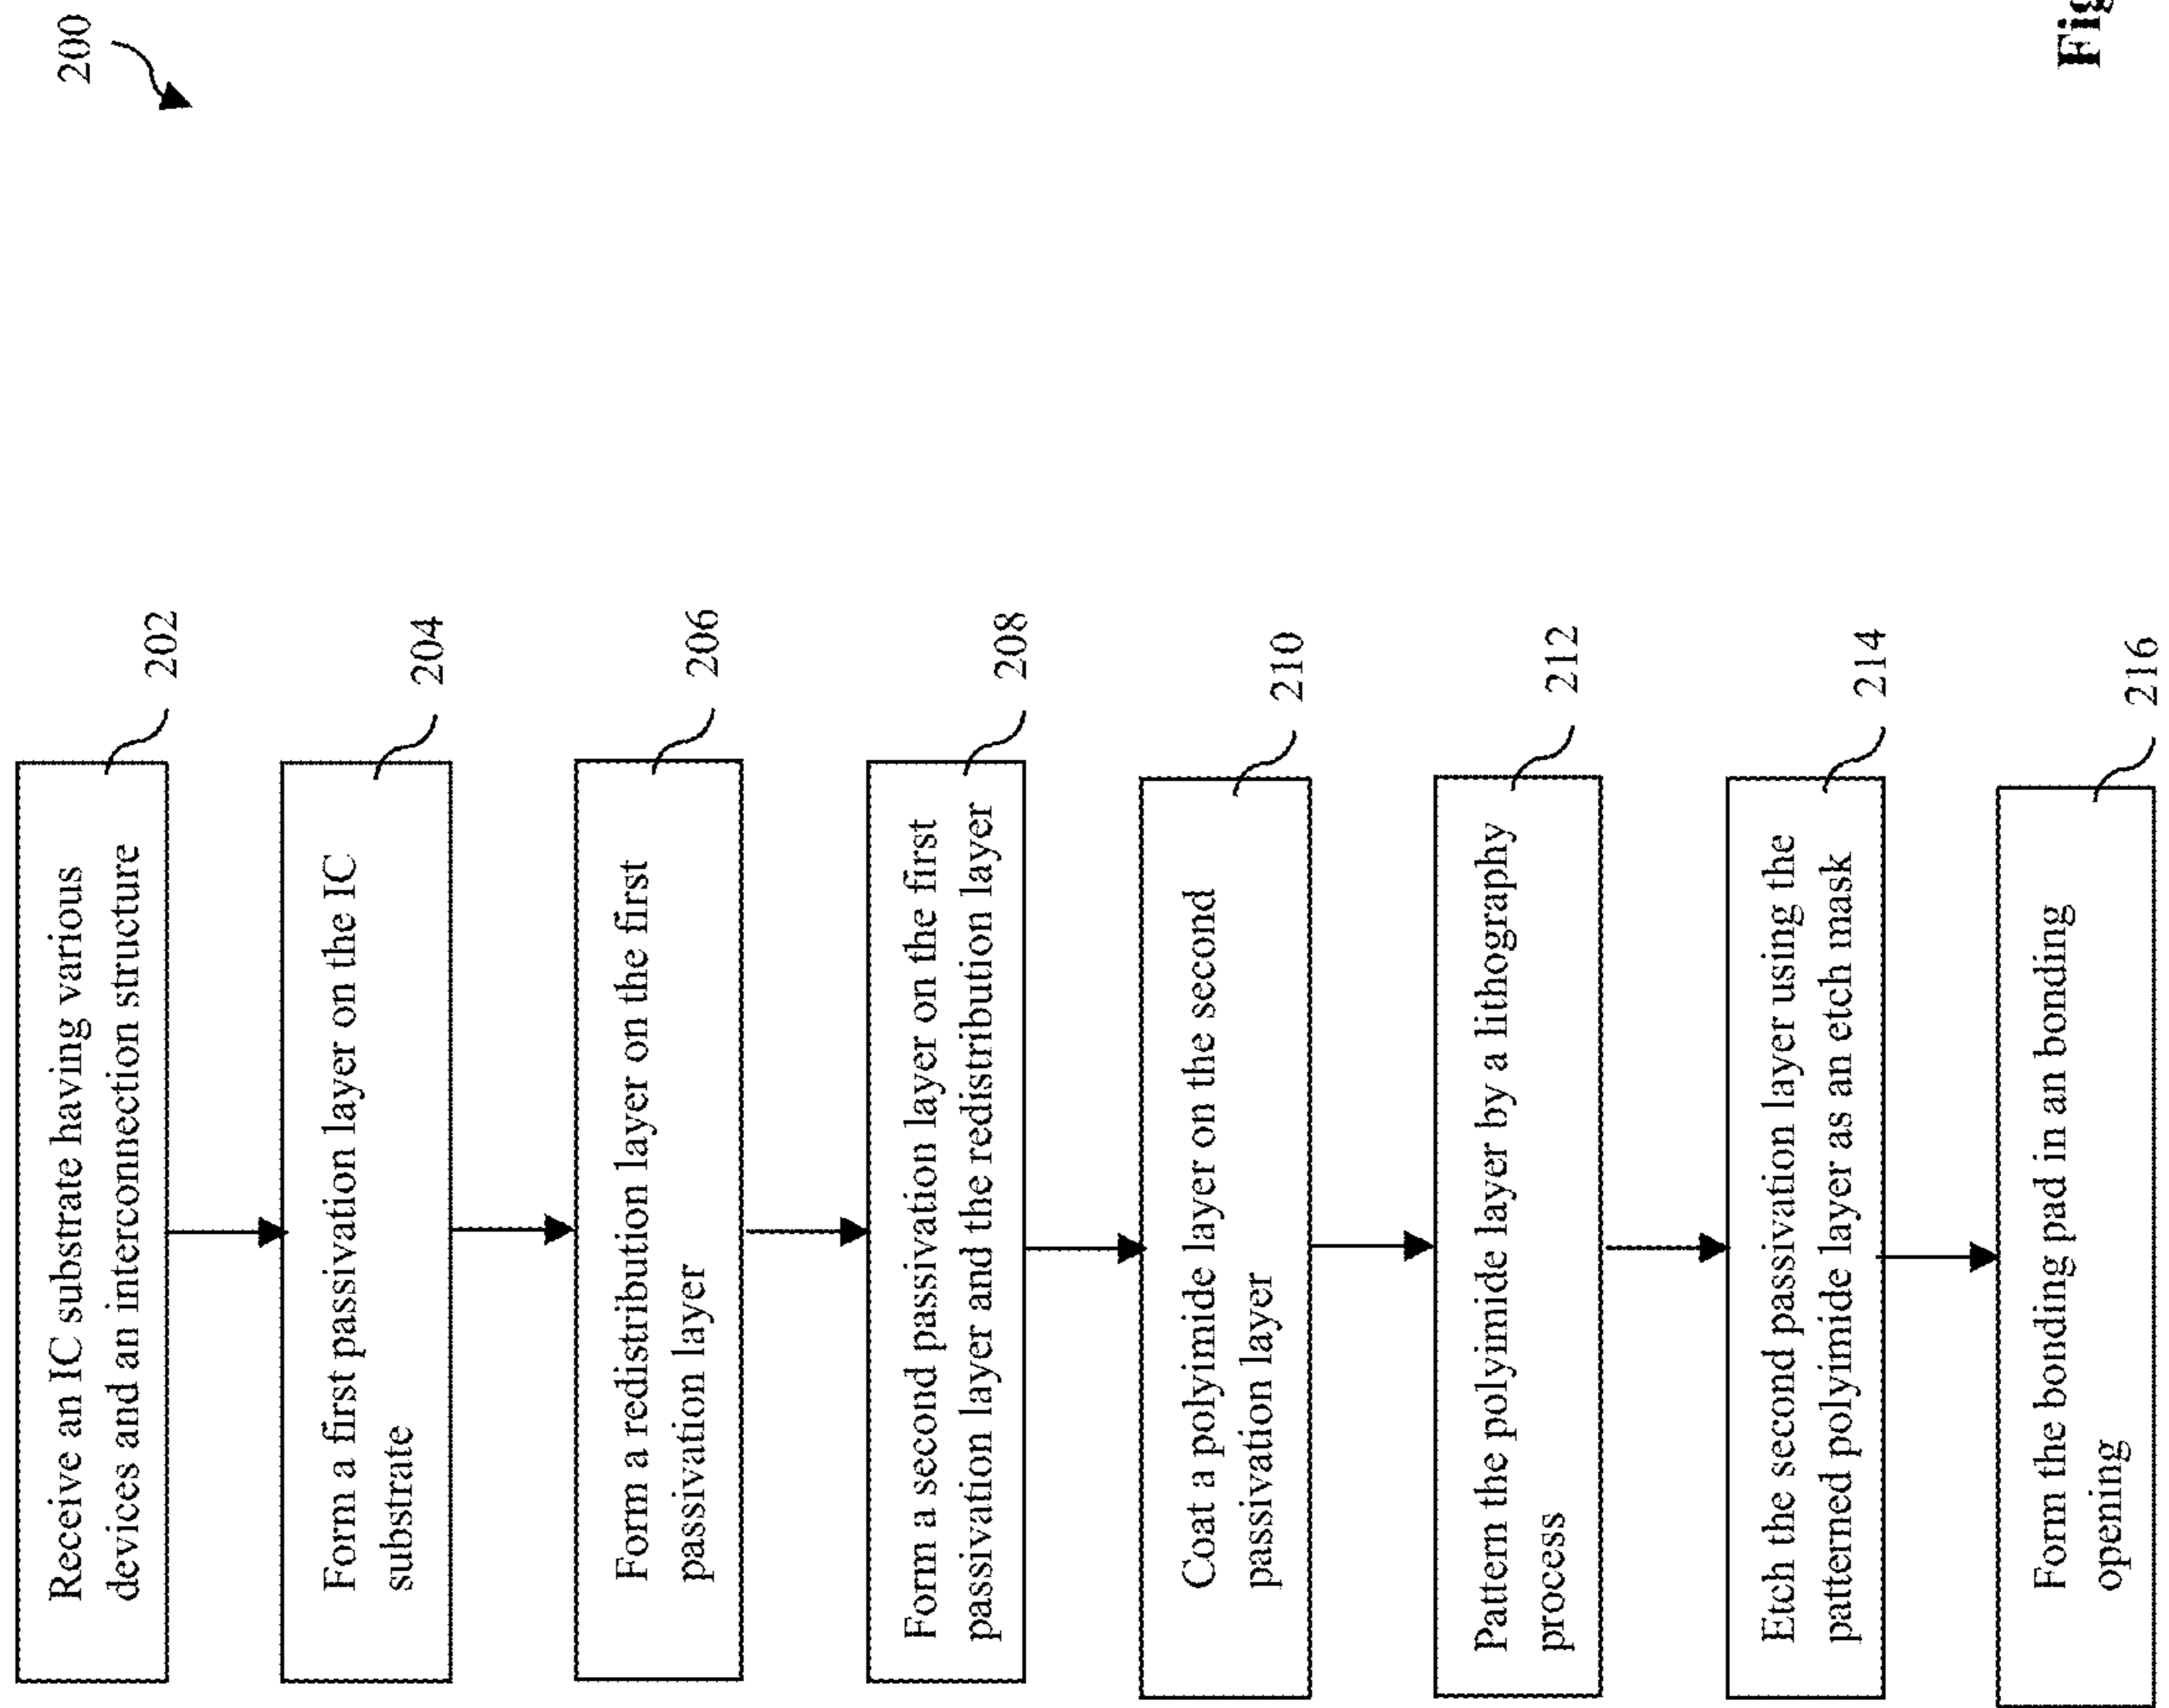 200
Receive an IC substrate having various
devices and an interconnection structure
202
Form a first passivation layer on the IC
substrate
204
Form a redistribution layer on the first
passivation layer
206
Form a second passivation layer on the first
passivation layer and the redistribution layer
208
Coat a polyimide layer on the second
passivation layer
210
Pattern the polyimide layer by a lithography
process
212
Etch the second passivation layer using the
patterned polyimide layer as an etch mask
214
Form the bonding pad in an bonding
opening
216